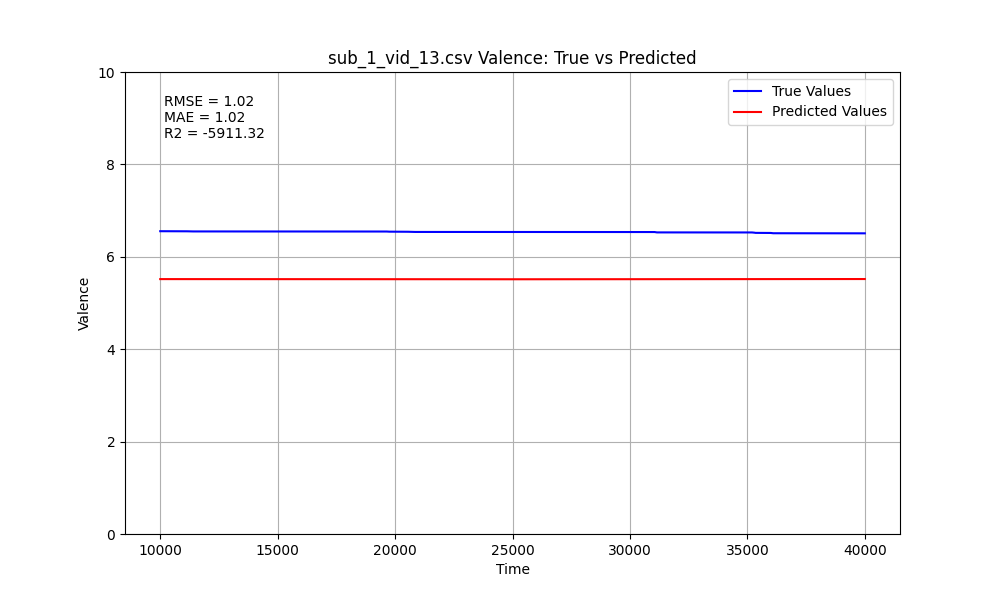 sub_1_vid_13.csv Valence: True vs Predicted
RMSE = 1.02
MAE = 1.02
R2 = -5911.32
True Values
Predicted Values
10
8
6
4
2
0
Valence
10000 15000 20000 25000 30000 35000 40000
Time